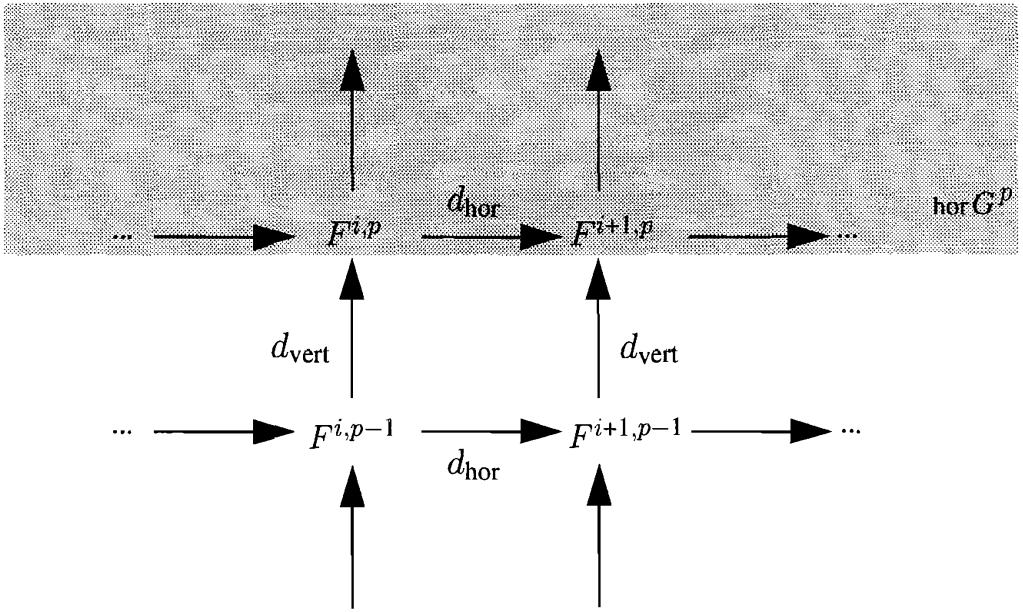 d_hor
hor G^p
... F^{i,p} F^{i+1,p} ...
d_vert d_vert
... F^{i,p-1} F^{i+1,p-1} ...
d_hor